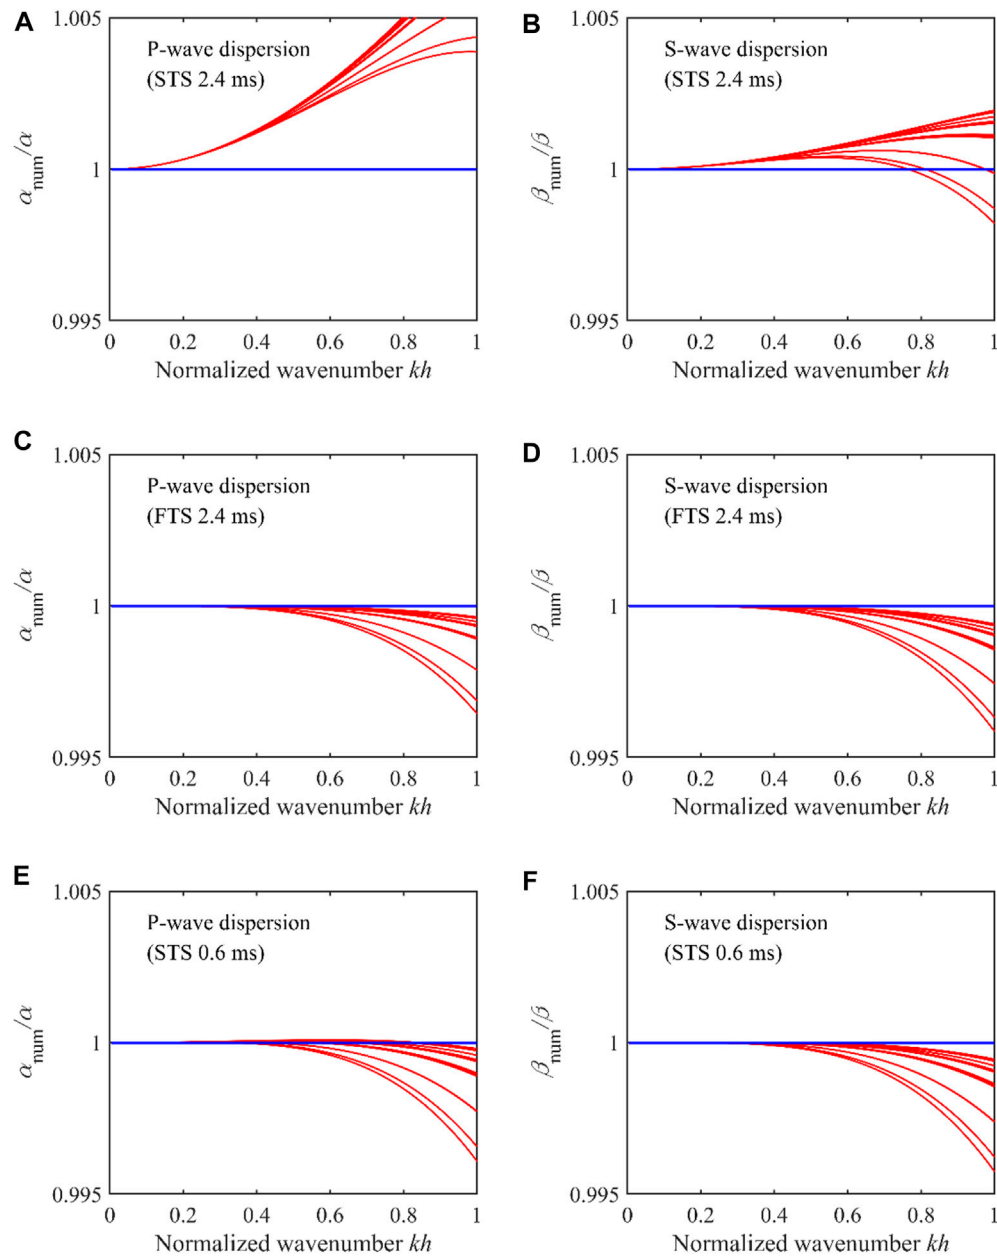 A
1.005
P-wave dispersion
(STS 2.4 ms)
α_num/α
1
0.995
0 0.2 0.4 0.6 0.8 1
Normalized wavenumber kh
B
1.005
S-wave dispersion
(STS 2.4 ms)
β_num/β
1
0.995
0 0.2 0.4 0.6 0.8 1
Normalized wavenumber kh
C
1.005
P-wave dispersion
(FTS 2.4 ms)
α_num/α
1
0.995
0 0.2 0.4 0.6 0.8 1
Normalized wavenumber kh
D
1.005
S-wave dispersion
(FTS 2.4 ms)
β_num/β
1
0.995
0 0.2 0.4 0.6 0.8 1
Normalized wavenumber kh
E
1.005
P-wave dispersion
(STS 0.6 ms)
α_num/α
1
0.995
0 0.2 0.4 0.6 0.8 1
Normalized wavenumber kh
F
1.005
S-wave dispersion
(STS 0.6 ms)
β_num/β
1
0.995
0 0.2 0.4 0.6 0.8 1
Normalized wavenumber kh